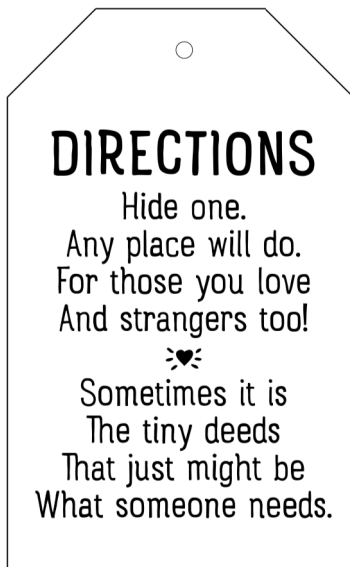 DIRECTIONS
Hide one.
Any place will do.
For those you love
And strangers too!
Sometimes it is
The tiny deeds
That just might be
What someone needs.